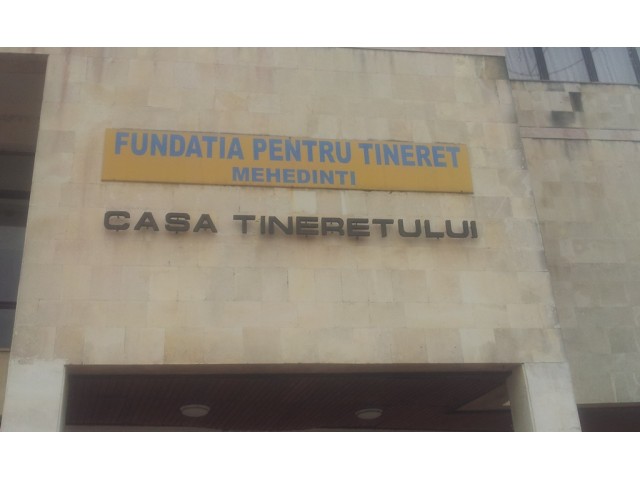 FUNDATIA PENTRU TINERET
MEHEDINTI
CASA TINERETULUI